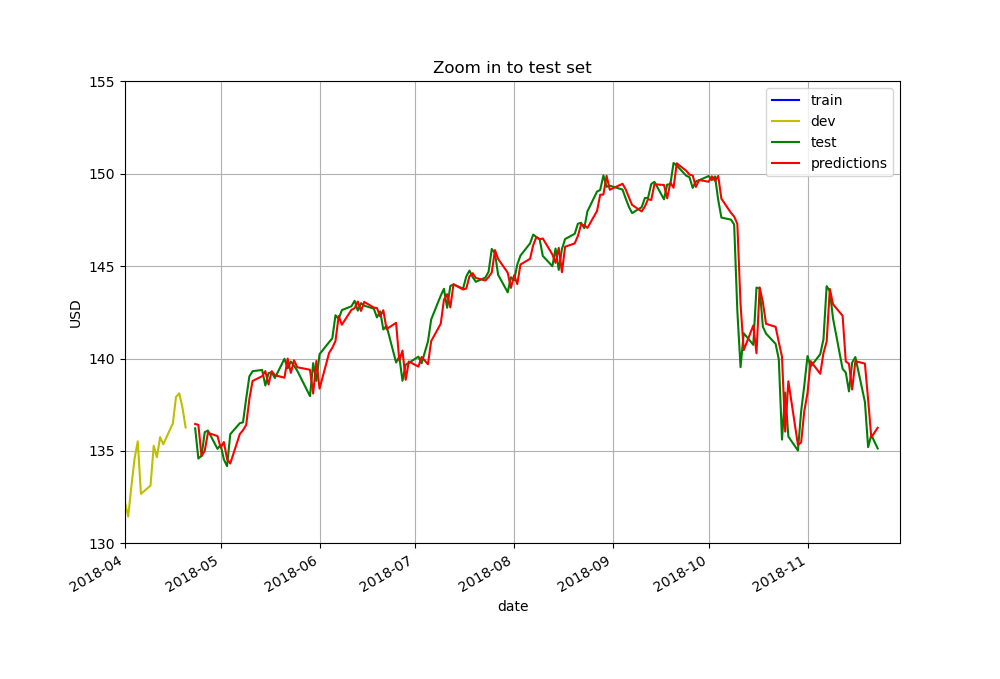 Zoom in to test set
155
150
145
140
135
130
USD
train
dev
test
predictions
2018-04
2018-05
2018-06
2018-07
2018-08
2018-09
2018-10
2018-11
date